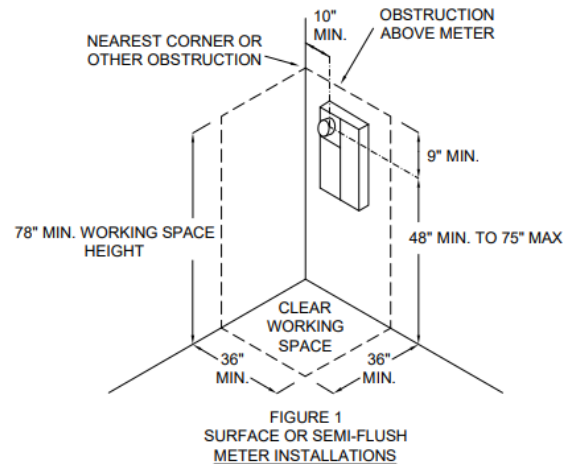 10"
MIN.
OBSTRUCTION
ABOVE METER
NEAREST CORNER OR
OTHER OBSTRUCTION
9" MIN.
78" MIN. WORKING SPACE
HEIGHT
48" MIN. TO 75" MAX
CLEAR
WORKING
SPACE
36"
MIN.
36"
MIN.
FIGURE 1
SURFACE OR SEMI-FLUSH
METER INSTALLATIONS